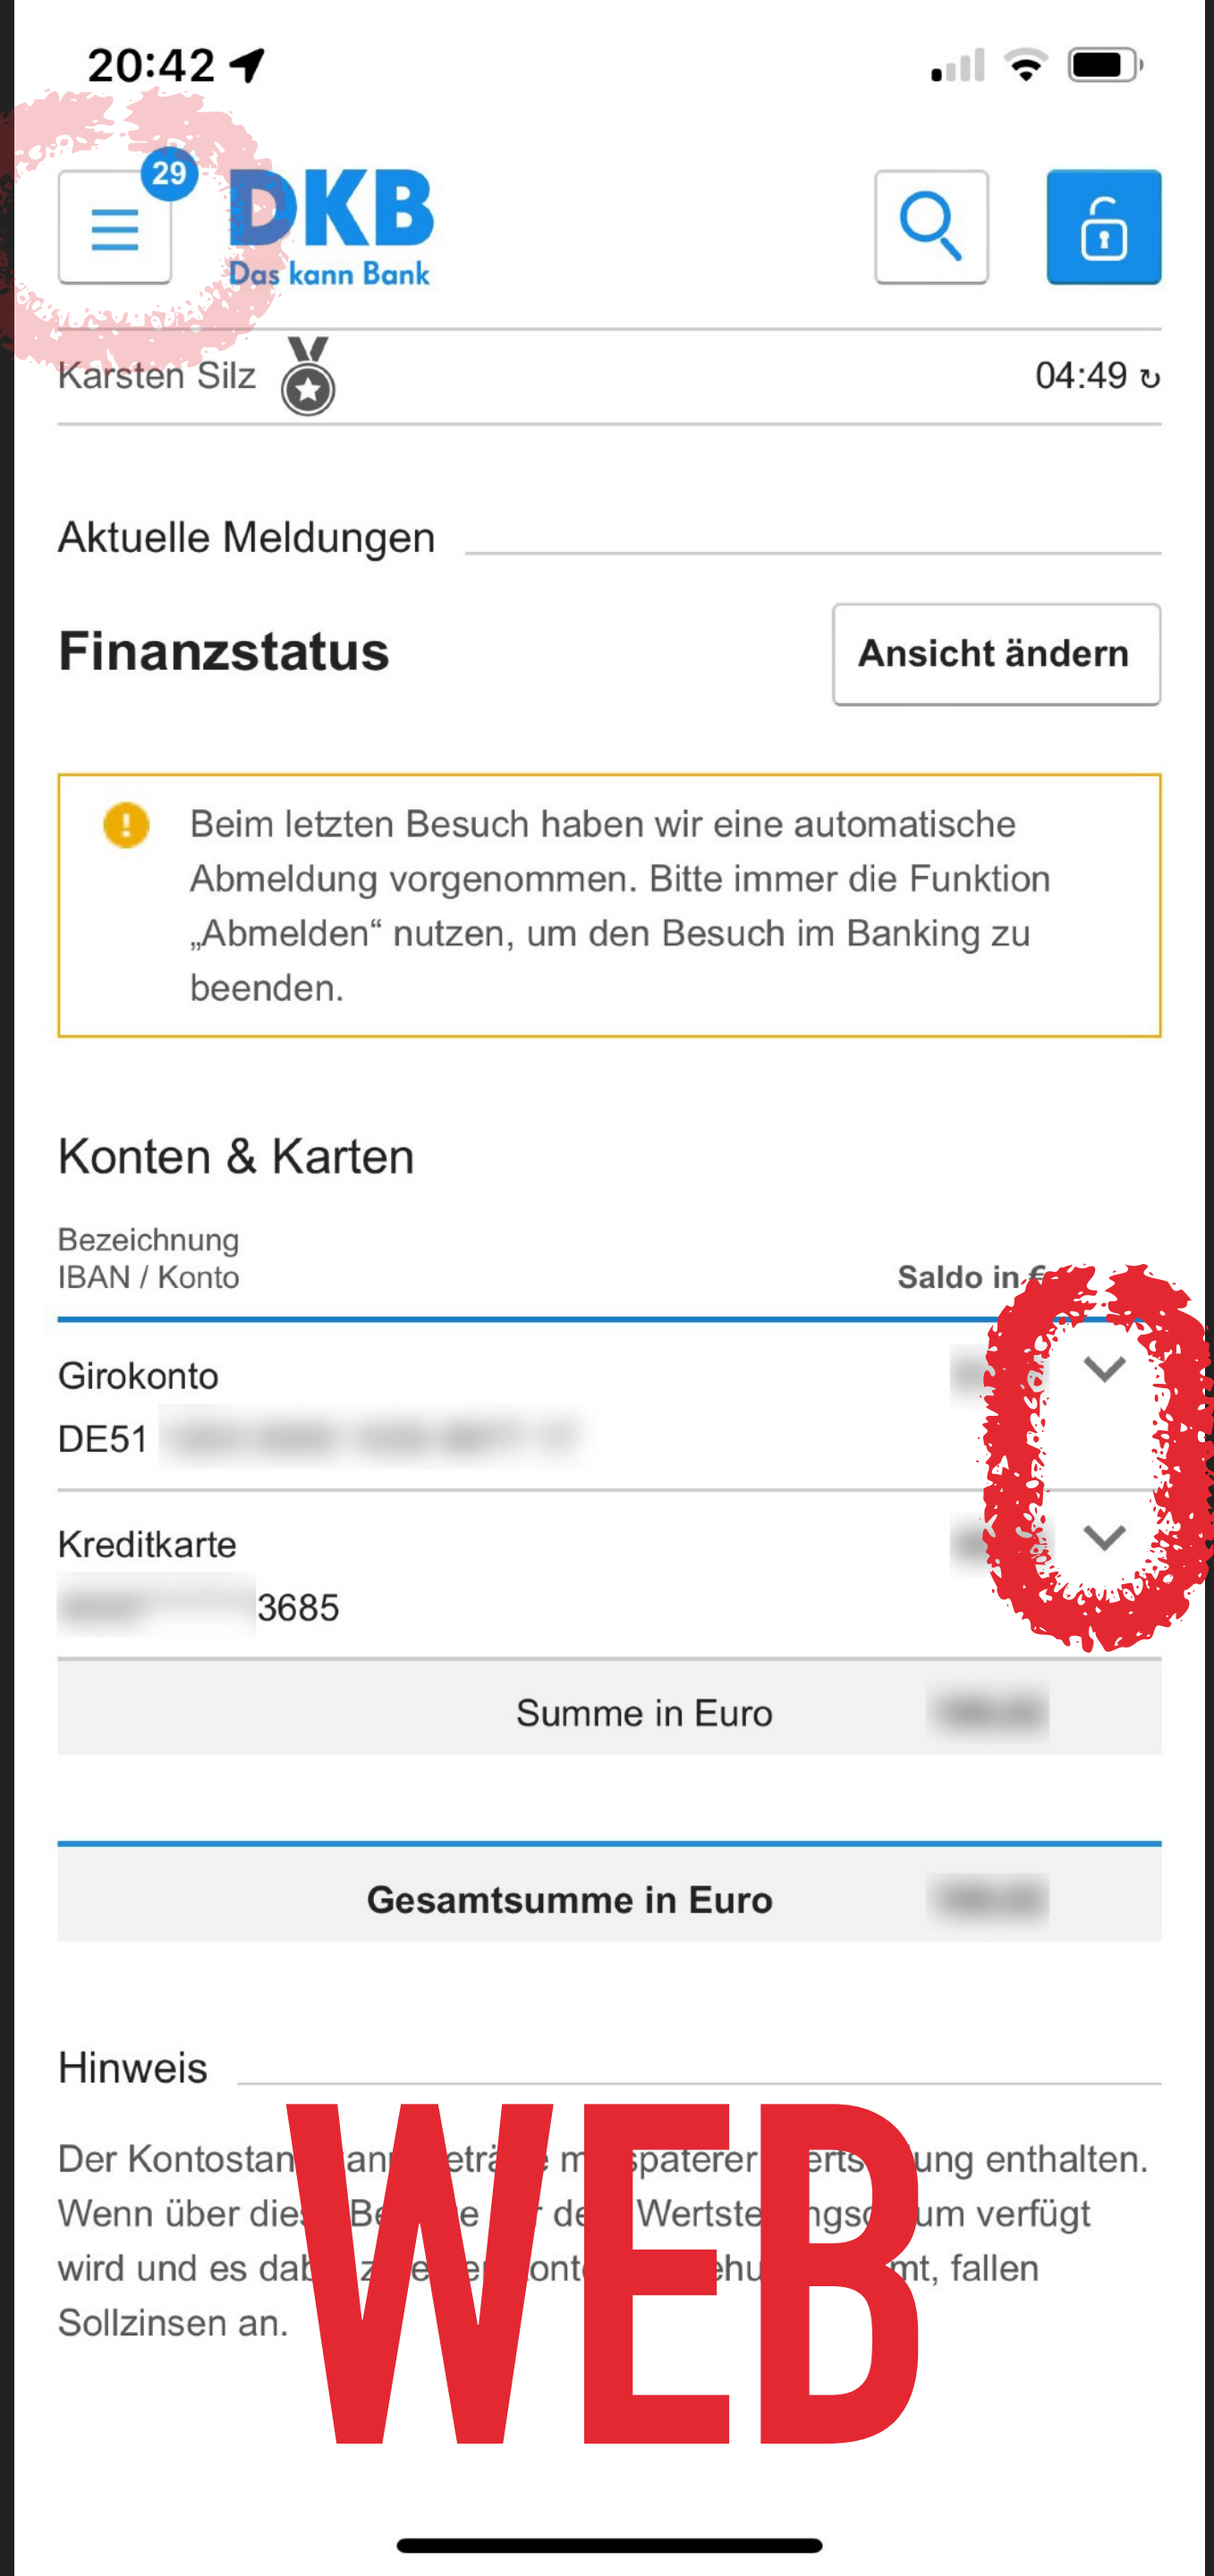 20:42
29
DKB
Das kann Bank
Karsten Silz
04:49
Aktuelle Meldungen
Finanzstatus
Ansicht ändern
Beim letzten Besuch haben wir eine automatische
Abmeldung vorgenommen. Bitte immer die Funktion
„Abmelden“ nutzen, um den Besuch im Banking zu
beenden.
Konten & Karten
Bezeichnung
IBAN / Konto
Saldo in €
Girokonto
DE51
Kreditkarte
3685
Summe in Euro
Gesamtsumme in Euro
Hinweis
Der enthalten.
Wenn über verfügt
wird und es fallen
Sollzinsen an.
WEB